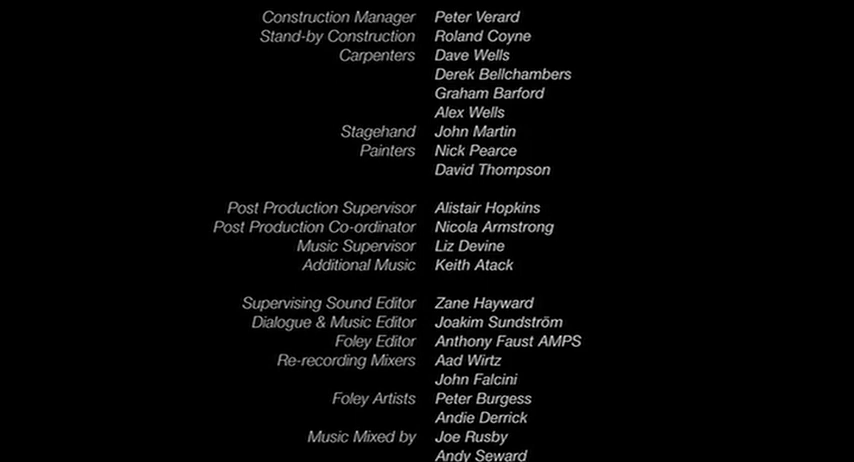 Construction Manager Peter Verard
Stand-by Construction Roland Coyne
Carpenters Dave Wells
Derek Bellchambers
Graham Barford
Alex Wells
Stagehand John Martin
Painters Nick Pearce
David Thompson
Post Production Supervisor Alistair Hopkins
Post Production Co-ordinator Nicola Armstrong
Music Supervisor Liz Devine
Additional Music Keith Atack
Supervising Sound Editor Zane Hayward
Dialogue & Music Editor Joakim Sundström
Foley Editor Anthony Faust AMPS
Re-recording Mixers Aad Wirtz
John Falcini
Foley Artists Peter Burgess
Andie Derrick
Music Mixed by Joe Rusby
Andy Seward